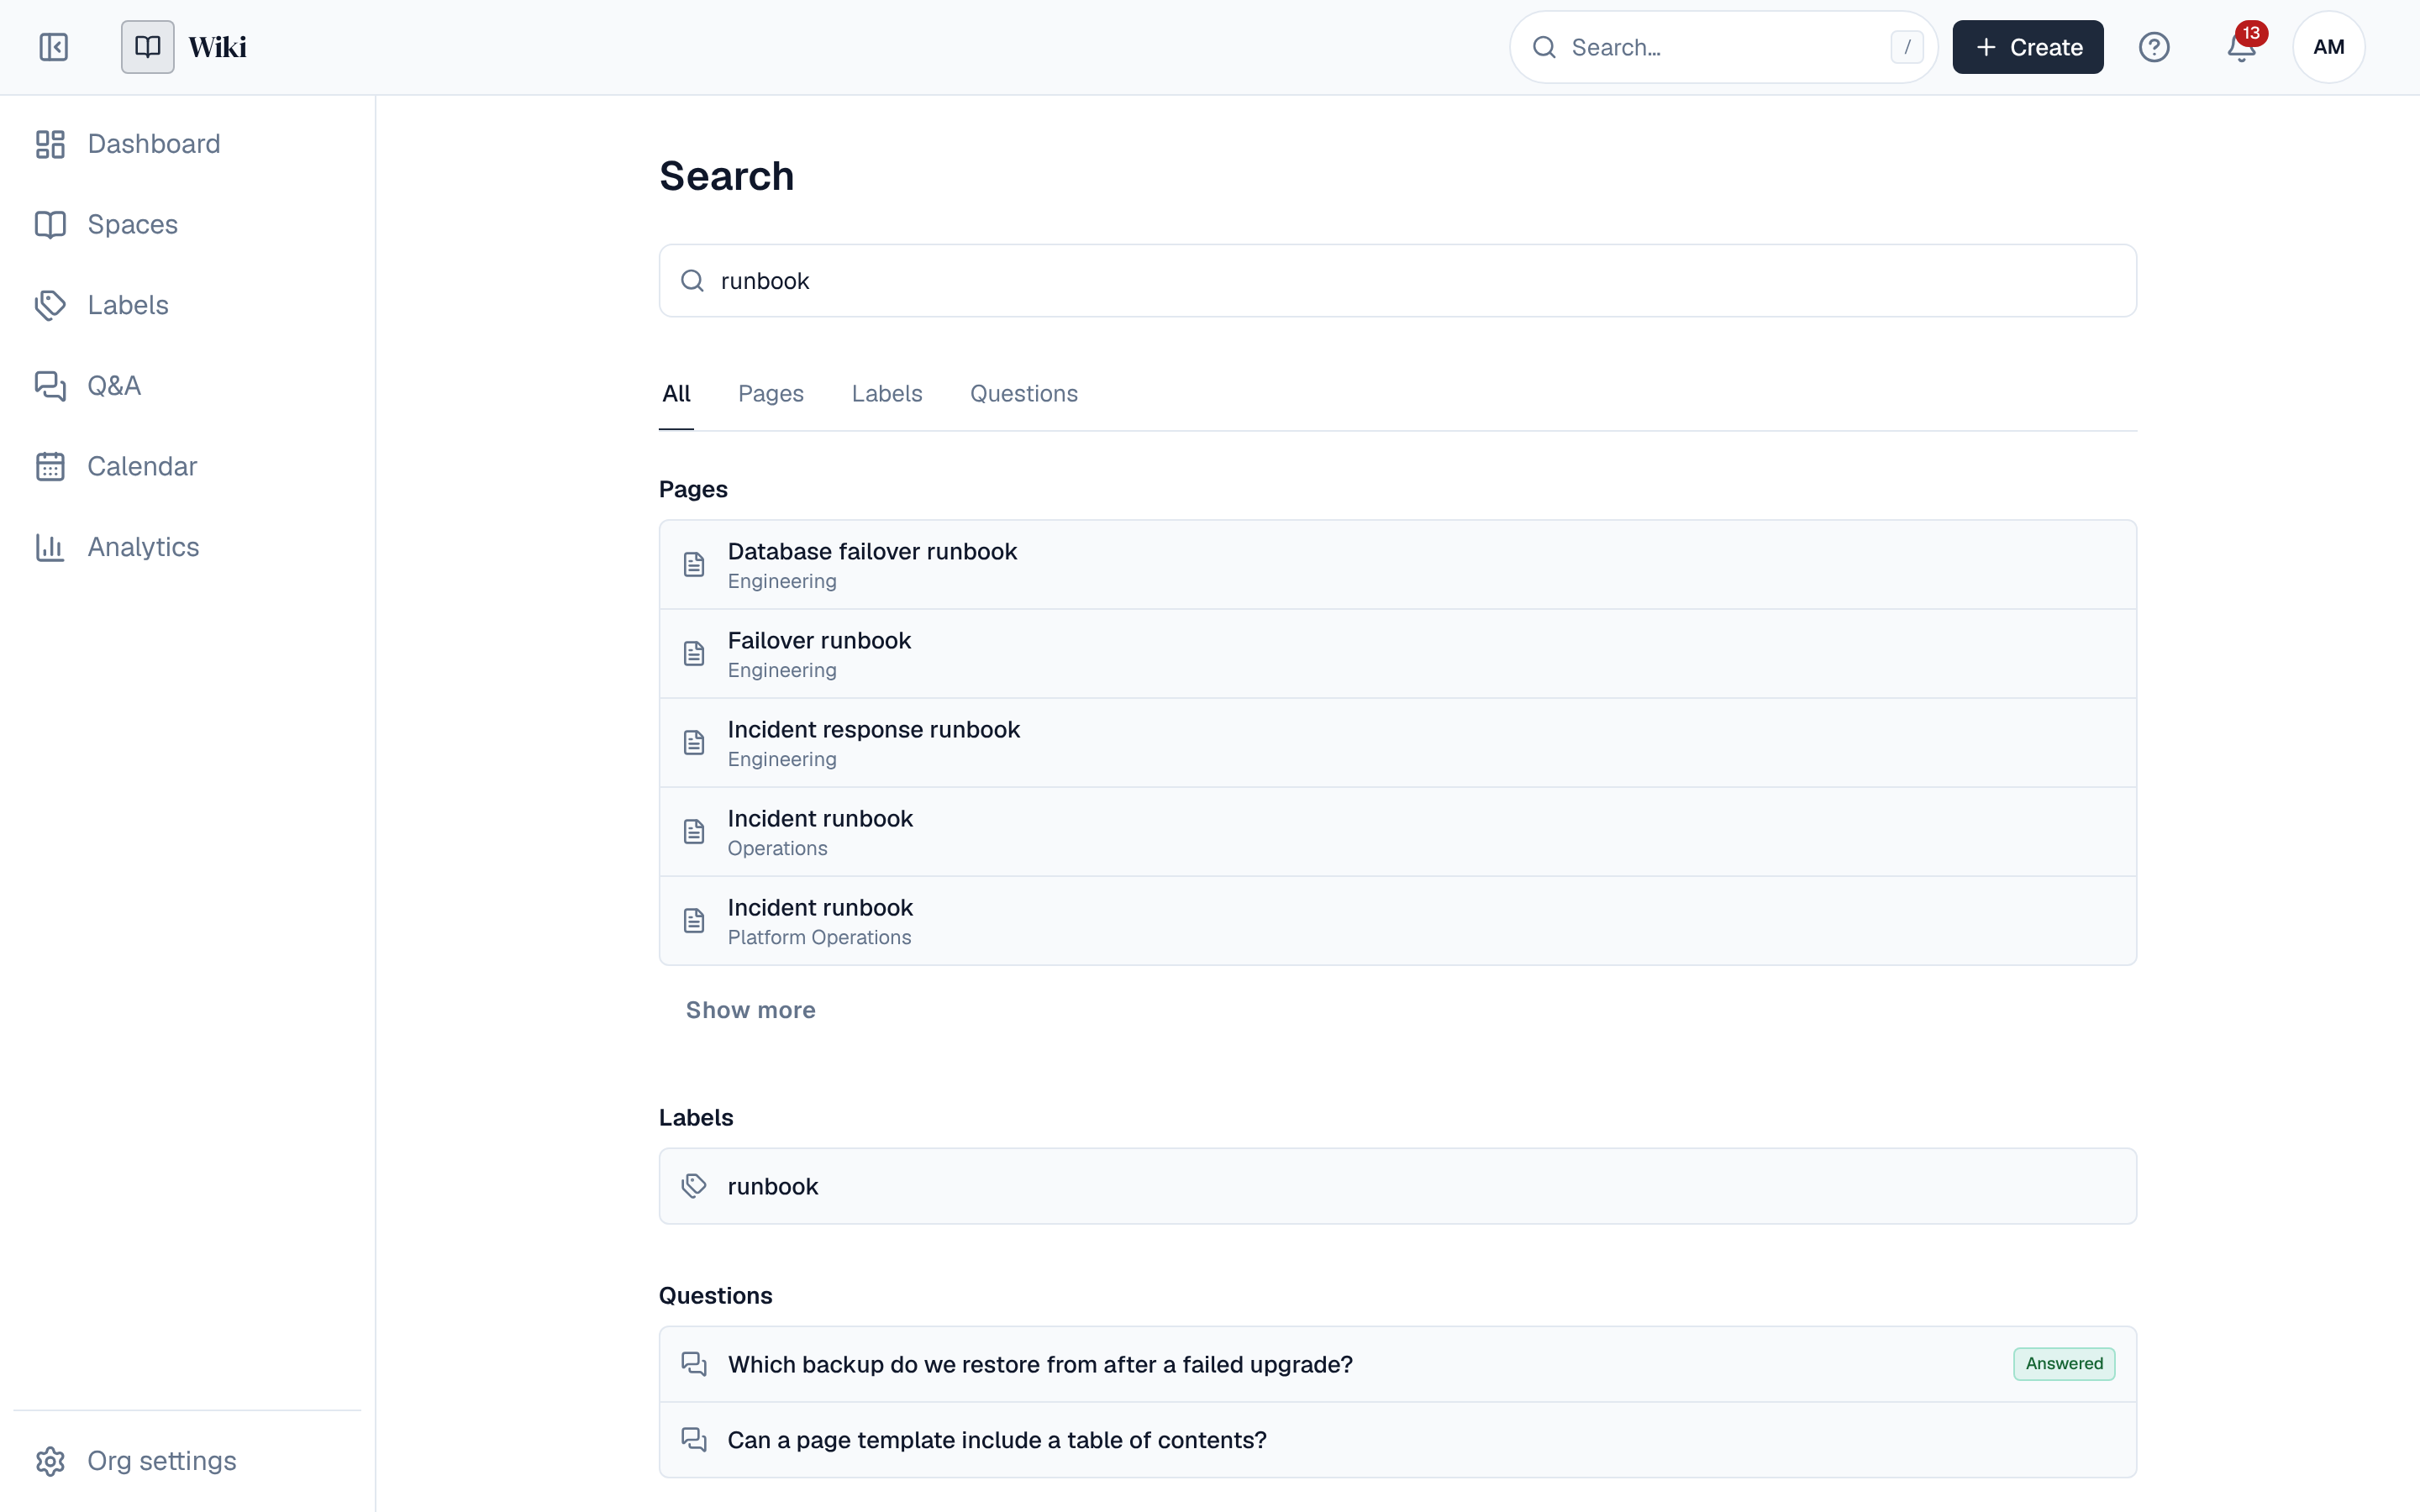 Wiki
Search...
/
Create
13
AM
Dashboard
Spaces
Labels
Q&A
Calendar
Analytics
Org settings
Search
runbook
All
Pages
Labels
Questions
Pages
Database failover runbook
Engineering
Failover runbook
Engineering
Incident response runbook
Engineering
Incident runbook
Operations
Incident runbook
Platform Operations
Show more
Labels
runbook
Questions
Which backup do we restore from after a failed upgrade?
Answered
Can a page template include a table of contents?